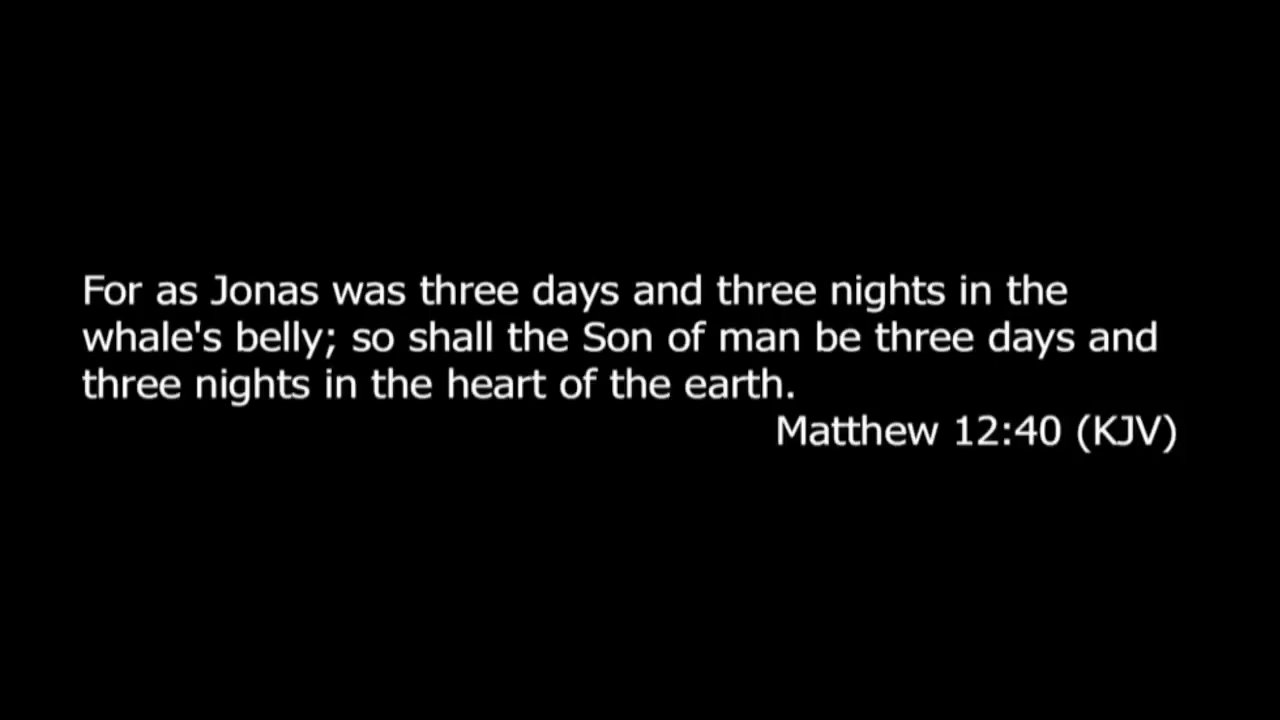 For as Jonas was three days and three nights in the
whale's belly; so shall the Son of man be three days and
three nights in the heart of the earth.
Matthew 12:40 (KJV)